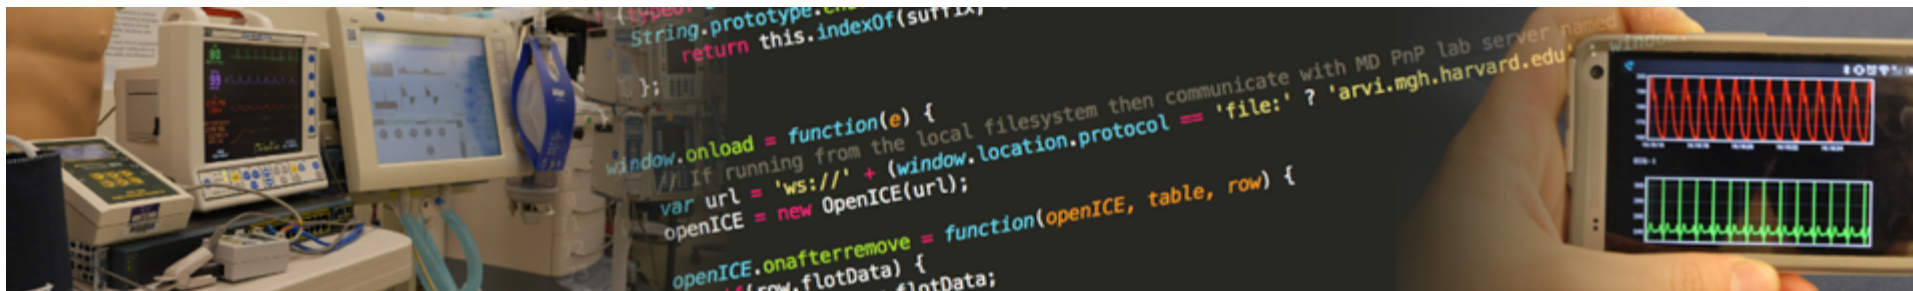 String.prototype.
return this.indexOf(suffix,
};
window.onload = function(e) {
// If running from the local filesystem then communicate with MD PnP lab server named
var url = 'ws://' + (window.location.protocol == 'file:' ? 'arvi.mgh.harvard.edu' : window
openICE = new OpenICE(url);
openICE.onafterremove = function(openICE, table, row) {
(row.flotData) {
flotData;